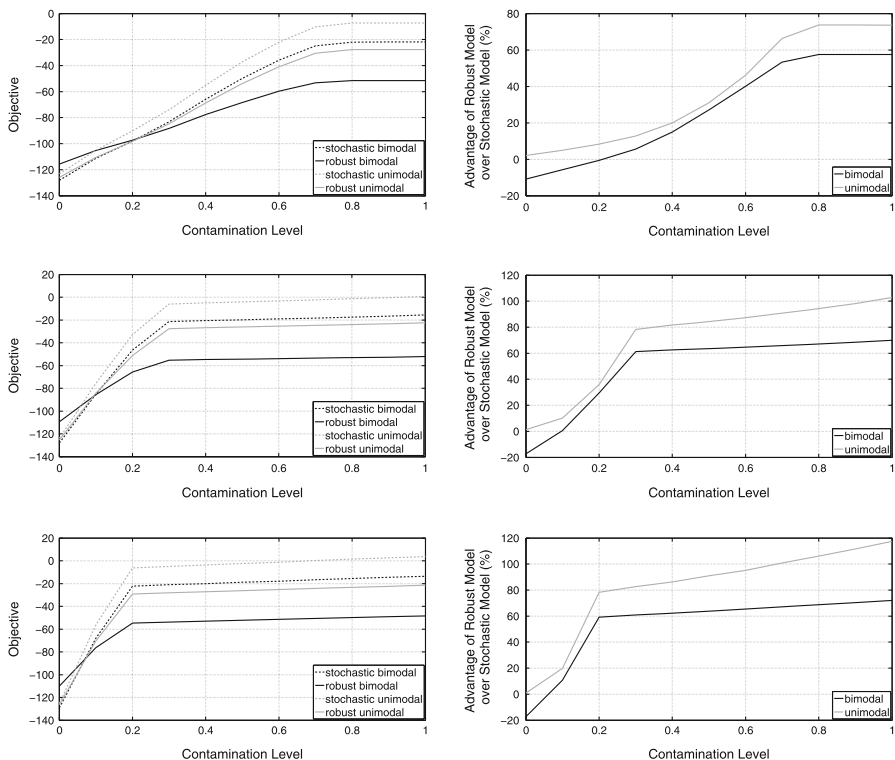 0
−20
−40
−60
−80
−100
−120
−140
Objective
0 0.2 0.4 0.6 0.8 1
Contamination Level
stochastic bimodal
robust bimodal
stochastic unimodal
robust unimodal
80
60
40
20
0
−20
Advantage of Robust Model
over Stochastic Model (%)
0 0.2 0.4 0.6 0.8 1
Contamination Level
bimodal
unimodal
20
0
−20
−40
−60
−80
−100
−120
−140
Objective
0 0.2 0.4 0.6 0.8 1
Contamination Level
stochastic bimodal
robust bimodal
stochastic unimodal
robust unimodal
120
100
80
60
40
20
0
−20
Advantage of Robust Model
over Stochastic Model (%)
0 0.2 0.4 0.6 0.8 1
Contamination Level
bimodal
unimodal
20
0
−20
−40
−60
−80
−100
−120
−140
Objective
0 0.2 0.4 0.6 0.8 1
Contamination Level
stochastic bimodal
robust bimodal
stochastic unimodal
robust unimodal
120
100
80
60
40
20
0
−20
Advantage of Robust Model
over Stochastic Model (%)
0 0.2 0.4 0.6 0.8 1
Contamination Level
bimodal
unimodal